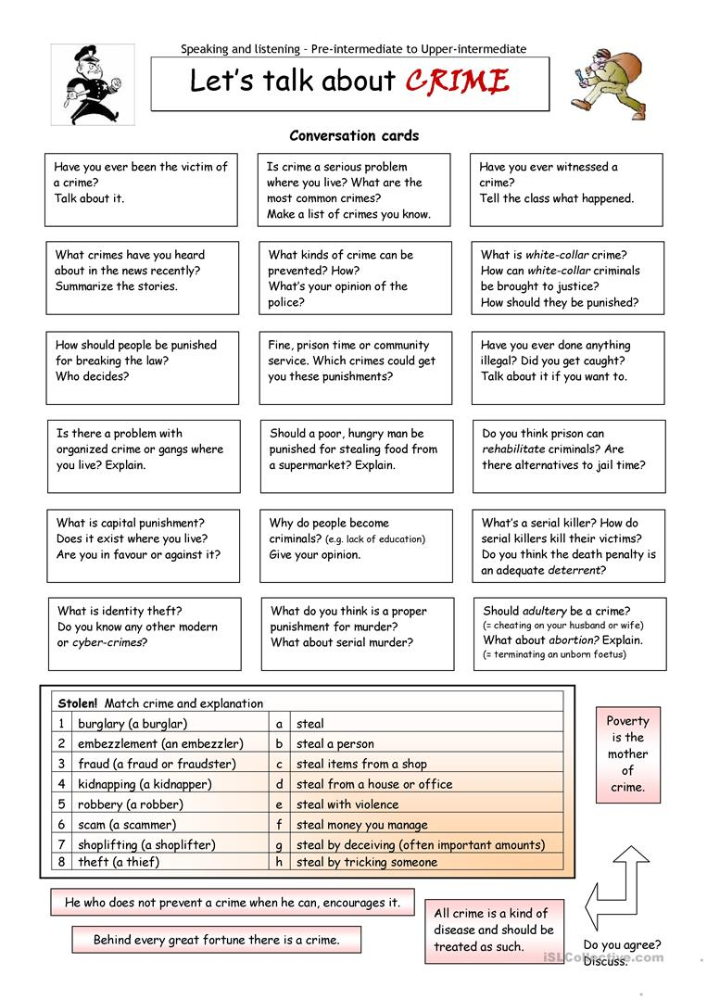 Speaking and listening - Pre-intermediate to Upper-intermediate
Let's talk about CRIME
Conversation cards
Have you ever been the victim of
a crime?
Talk about it.
Is crime a serious problem
where you live? What are the
most common crimes?
Make a list of crimes you know.
Have you ever witnessed a
crime?
Tell the class what happened.
What crimes have you heard
about in the news recently?
Summarize the stories.
What kinds of crime can be
prevented? How?
What's your opinion of the
police?
What is white-collar crime?
How can white-collar criminals
be brought to justice?
How should they be punished?
How should people be punished
for breaking the law?
Who decides?
Fine, prison time or community
service. Which crimes could get
you these punishments?
Have you ever done anything
illegal? Did you get caught?
Talk about it if you want to.
Is there a problem with
organized crime or gangs where
you live? Explain.
Should a poor, hungry man be
punished for stealing food from
a supermarket? Explain.
Do you think prison can
rehabilitate criminals? Are
there alternatives to jail time?
What is capital punishment?
Does it exist where you live?
Are you in favour or against it?
Why do people become
criminals? (e.g. lack of education)
Give your opinion.
What's a serial killer? How do
serial killers kill their victims?
Do you think the death penalty is
an adequate deterrent?
What is identity theft?
Do you know any other modern
or cyber-crimes?
What do you think is a proper
punishment for murder?
What about serial murder?
Should adultery be a crime?
(= cheating on your husband or wife)
What about abortion? Explain.
(= terminating an unborn foetus)
Stolen! Match crime and explanation
1 burglary (a burglar) a steal
2 embezzlement (an embezzler) b steal a person
3 fraud (a fraud or fraudster) c steal items from a shop
4 kidnapping (a kidnapper) d steal from a house or office
5 robbery (a robber) e steal with violence
6 scam (a scammer) f steal money you manage
7 shoplifting (a shoplifter) g steal by deceiving (often important amounts)
8 theft (a thief) h steal by tricking someone
Poverty
is the
mother
of
crime.
He who does not prevent a crime when he can, encourages it.
Behind every great fortune there is a crime.
All crime is a kind of
disease and should be
treated as such.
Do you agree?
Discuss.
iSLCollective.com